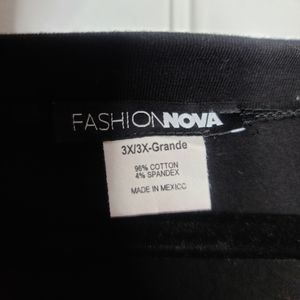 FASHIONNOVA
3X/3X-Grande
96% COTTON
4% SPANDEX
MADE IN MEXICO